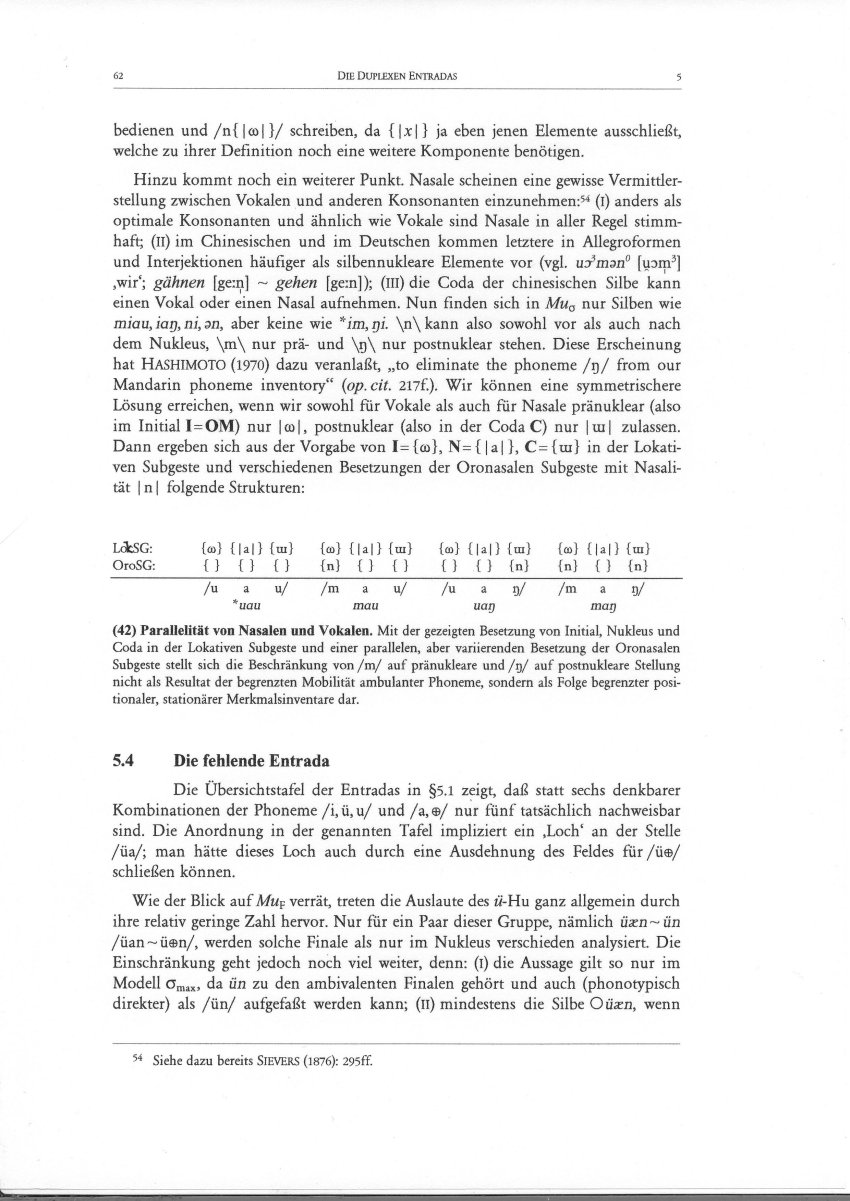 62 DIE DUPLEXEN ENTRADAS 5
bedienen und /n{|ꞷ|}/ schreiben, da {|x|} ja eben jenen Elemente ausschließt,
welche zu ihrer Definition noch eine weitere Komponente benötigen.
Hinzu kommt noch ein weiterer Punkt. Nasale scheinen eine gewisse Vermittler-
stellung zwischen Vokalen und anderen Konsonanten einzunehmen:⁵⁴ (I) anders als
optimale Konsonanten und ähnlich wie Vokale sind Nasale in aller Regel stimm-
haft; (II) im Chinesischen und im Deutschen kommen letztere in Allegroformen
und Interjektionen häufiger als silbennukleare Elemente vor (vgl. uɔ³mən⁰ [u̯ɔm̩³]
‚wir‘; gähnen [ge:n̩] ~ gehen [ge:n]); (III) die Coda der chinesischen Silbe kann
einen Vokal oder einen Nasal aufnehmen. Nun finden sich in Muσ nur Silben wie
miau, iaŋ, ni, ən, aber keine wie *im, ŋi. \n\ kann also sowohl vor als auch nach
dem Nukleus, \m\ nur prä- und \ŋ\ nur postnuklear stehen. Diese Erscheinung
hat HASHIMOTO (1970) dazu veranlaßt, „to eliminate the phoneme /ŋ/ from our
Mandarin phoneme inventory“ (op. cit. 217f.). Wir können eine symmetrischere
Lösung erreichen, wenn wir sowohl für Vokale als auch für Nasale pränuklear (also
im Initial I=OM) nur |ꞷ|, postnuklear (also in der Coda C) nur |ɯ| zulassen.
Dann ergeben sich aus der Vorgabe von I={ꞷ}, N={|a|}, C={ɯ} in der Lokati-
ven Subgeste und verschiedenen Besetzungen der Oronasalen Subgeste mit Nasali-
tät |n| folgende Strukturen:
LokSG: {ꞷ} {|a|} {ɯ} {ꞷ} {|a|} {ɯ} {ꞷ} {|a|} {ɯ} {ꞷ} {|a|} {ɯ}
OroSG: { } { } { } {n} { } { } { } { } {n} {n} { } {n}
/u a u/ /m a u/ /u a ŋ/ /m a ŋ/
*uau mau uaŋ maŋ
(42) Parallelität von Nasalen und Vokalen. Mit der gezeigten Besetzung von Initial, Nukleus und
Coda in der Lokativen Subgeste und einer parallelen, aber variierenden Besetzung der Oronasalen
Subgeste stellt sich die Beschränkung von /m/ auf pränukleare und /ŋ/ auf postnukleare Stellung
nicht als Resultat der begrenzten Mobilität ambulanter Phoneme, sondern als Folge begrenzter posi-
tionaler, stationärer Merkmalsinventare dar.
5.4 Die fehlende Entrada
Die Übersichtstafel der Entradas in §5.1 zeigt, daß statt sechs denkbarer
Kombinationen der Phoneme /i, ü, u/ und /a, ɐ/ nur fünf tatsächlich nachweisbar
sind. Die Anordnung in der genannten Tafel impliziert ein ‚Loch‘ an der Stelle
/üa/; man hätte dieses Loch auch durch eine Ausdehnung des Feldes für /üɐ/
schließen können.
Wie der Blick auf MuF verrät, treten die Auslaute des ü-Hu ganz allgemein durch
ihre relativ geringe Zahl hervor. Nur für ein Paar dieser Gruppe, nämlich üæn ~ ün
/üan ~ üɐn/, werden solche Finale als nur im Nukleus verschieden analysiert. Die
Einschränkung geht jedoch noch viel weiter, denn: (I) die Aussage gilt so nur im
Modell σmax, da ün zu den ambivalenten Finalen gehört und auch (phonotypisch
direkter) als /ün/ aufgefaßt werden kann; (II) mindestens die Silbe ○üæn, wenn
⁵⁴ Siehe dazu bereits SIEVERS (1876): 295ff.